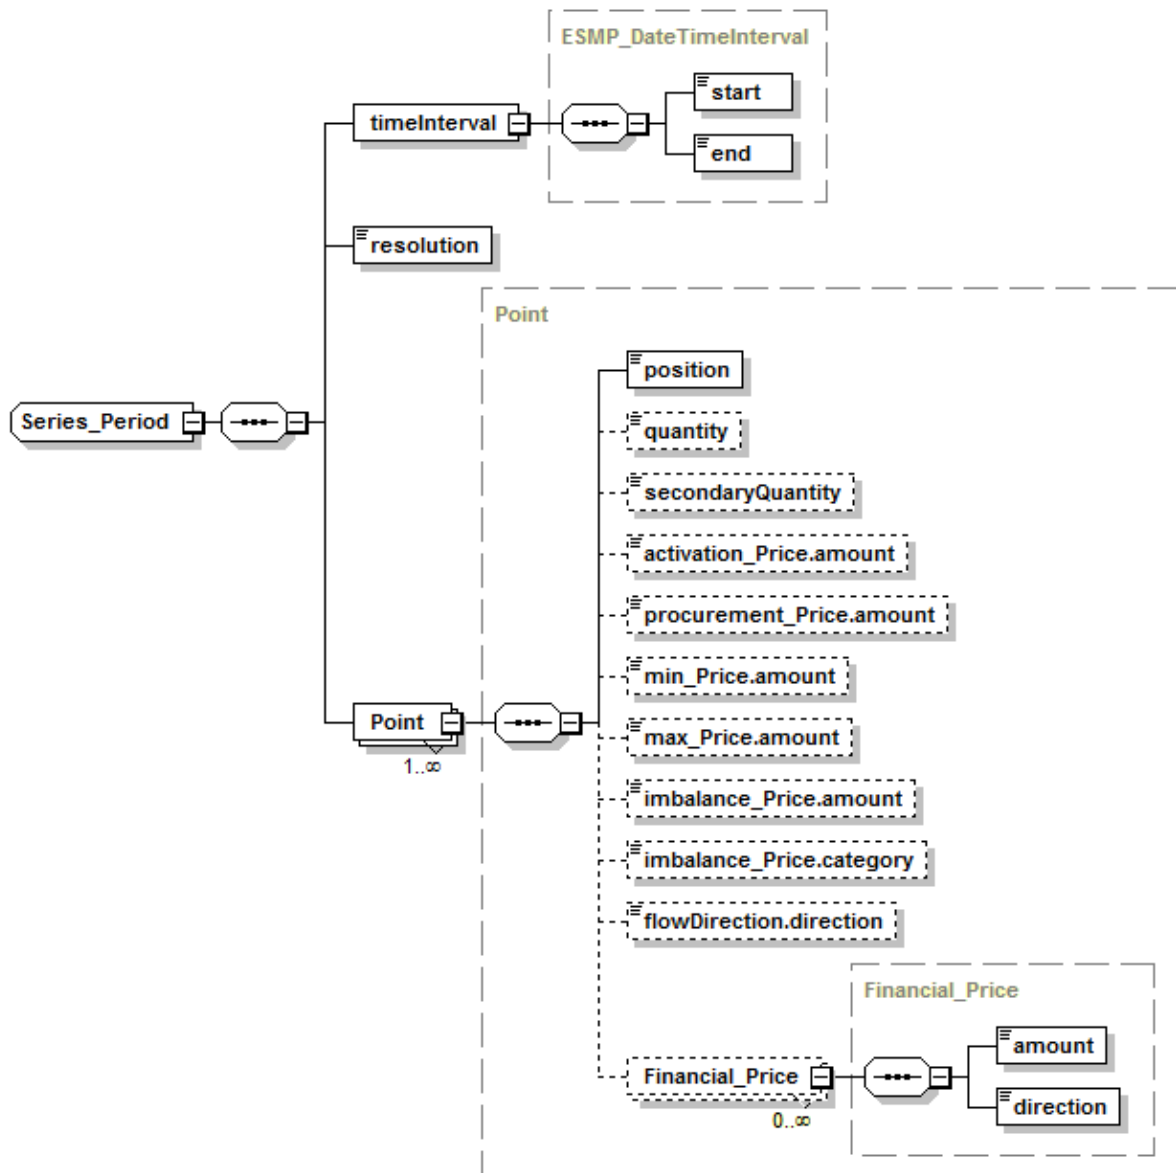 ESMP_DateTimeInterval
start
timeInterval
end
resolution
Point
position
Series_Period
quantity
secondaryQuantity
activation_Price.amount
procurement_Price.amount
min_Price.amount
Point
max_Price.amount
1..∞
imbalance_Price.amount
imbalance_Price.category
flowDirection.direction
Financial_Price
amount
Financial_Price
direction
0..∞